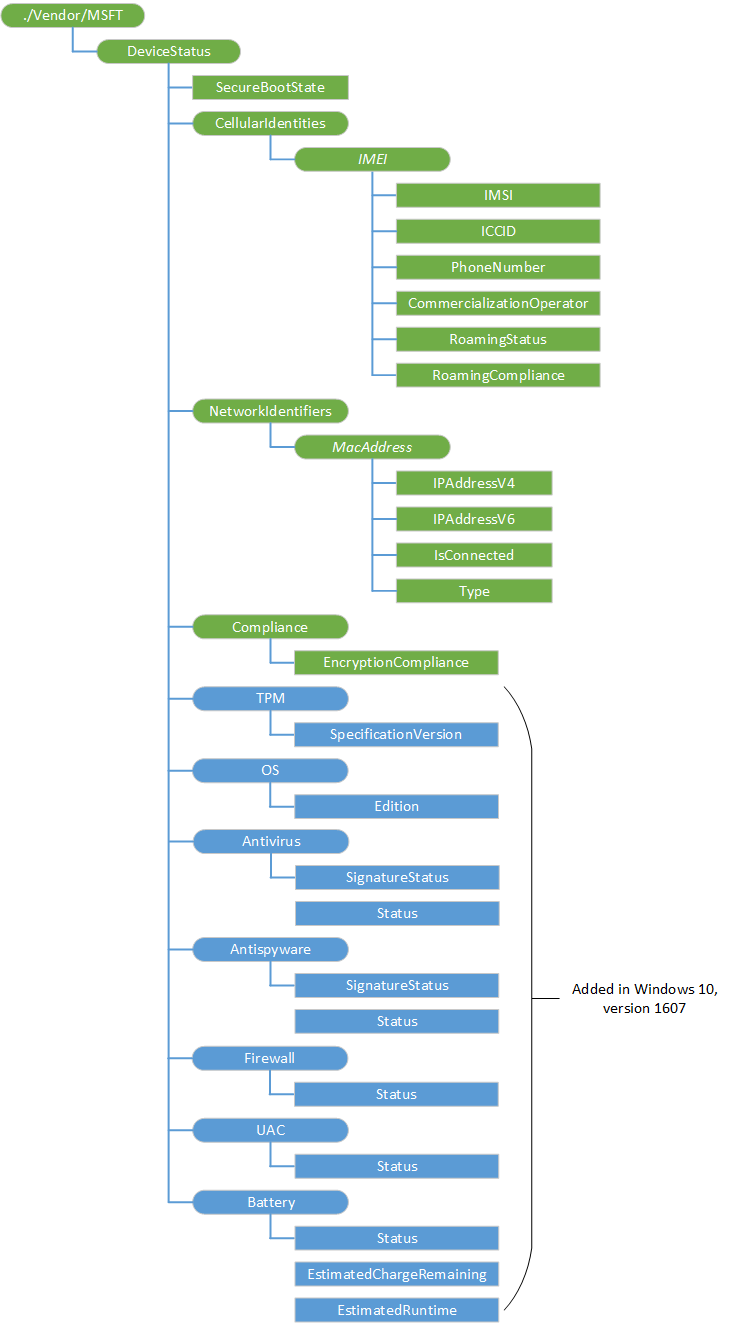 ./Vendor/MSFT
DeviceStatus
SecureBootState
CellularIdentities
IMEI
IMSI
ICCID
PhoneNumber
CommercializationOperator
RoamingStatus
RoamingCompliance
NetworkIdentifiers
MacAddress
IPAddressV4
IPAddressV6
IsConnected
Type
Compliance
EncryptionCompliance
TPM
SpecificationVersion
OS
Edition
Antivirus
SignatureStatus
Status
Antispyware
SignatureStatus
Status
Firewall
Status
UAC
Status
Battery
Status
EstimatedChargeRemaining
EstimatedRuntime
Added in Windows 10,
version 1607